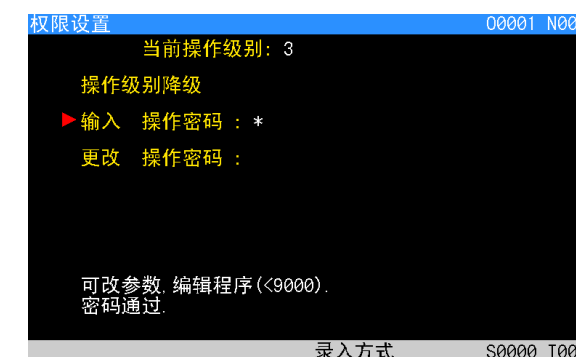 权限设置 O0001 N00
当前操作级别: 3
操作级别降级
输入 操作密码 : *
更改 操作密码 :
可改参数. 编辑程序(<9000).
密码通过.
录入方式 S0000 T00